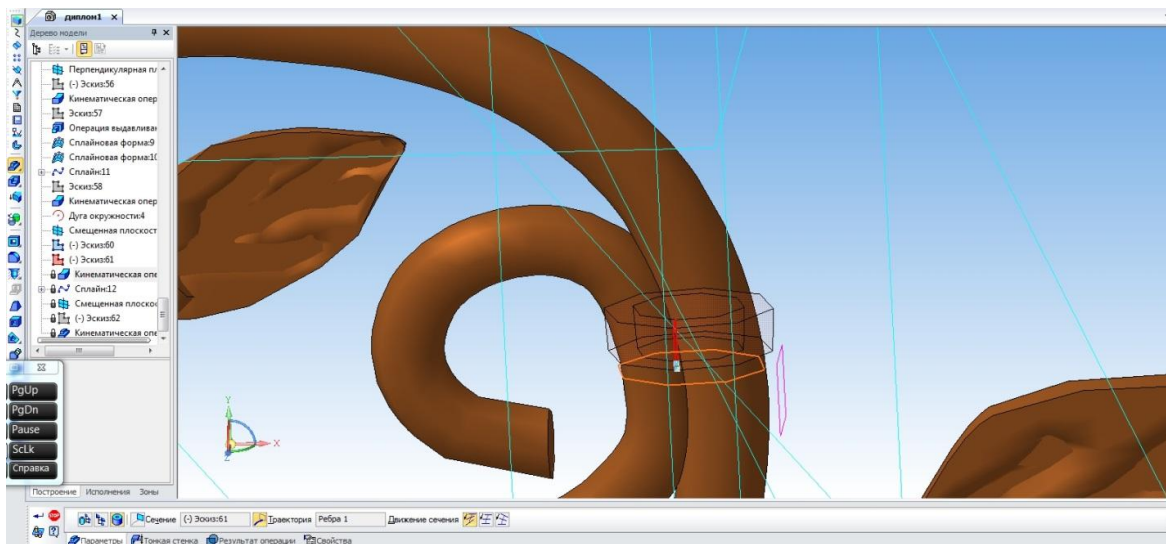 диплом1
Дерево модели
Перпендикулярная пл
(-) Эскиз:56
Кинематическая опер
Эскиз:57
Операция выдавливан
Сплайновая форма:9
Сплайновая форма:10
Сплайн:11
Эскиз:58
Кинематическая опер
Дуга окружности:4
Смещенная плоскост
(-) Эскиз:60
(-) Эскиз:61
Кинематическая опе
Сплайн:12
Смещенная плоскос
(-) Эскиз:62
Кинематическая опе
PgUp
PgDn
Pause
ScLk
Справка
Y
X
Z
Построение Исполнения Зоны
Сечение (-) Эскиз:61 Траектория Ребра 1 Движение сечения
Параметры Тонкая стенка Результат операции Свойства